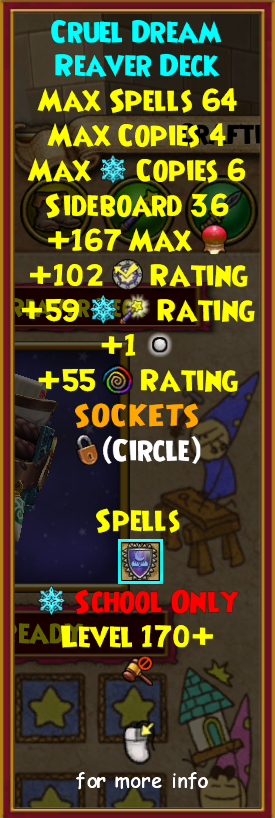 CRUEL DREAM
REAVER DECK
MAX SPELLS 64
MAX COPIES 4
MAX COPIES 6
SIDEBOARD 36
+167 MAX
+102 RATING
+59 RATING
+1
+55 RATING
SOCKETS
(CIRCLE)
SPELLS
SCHOOL ONLY
LEVEL 170+
for more info